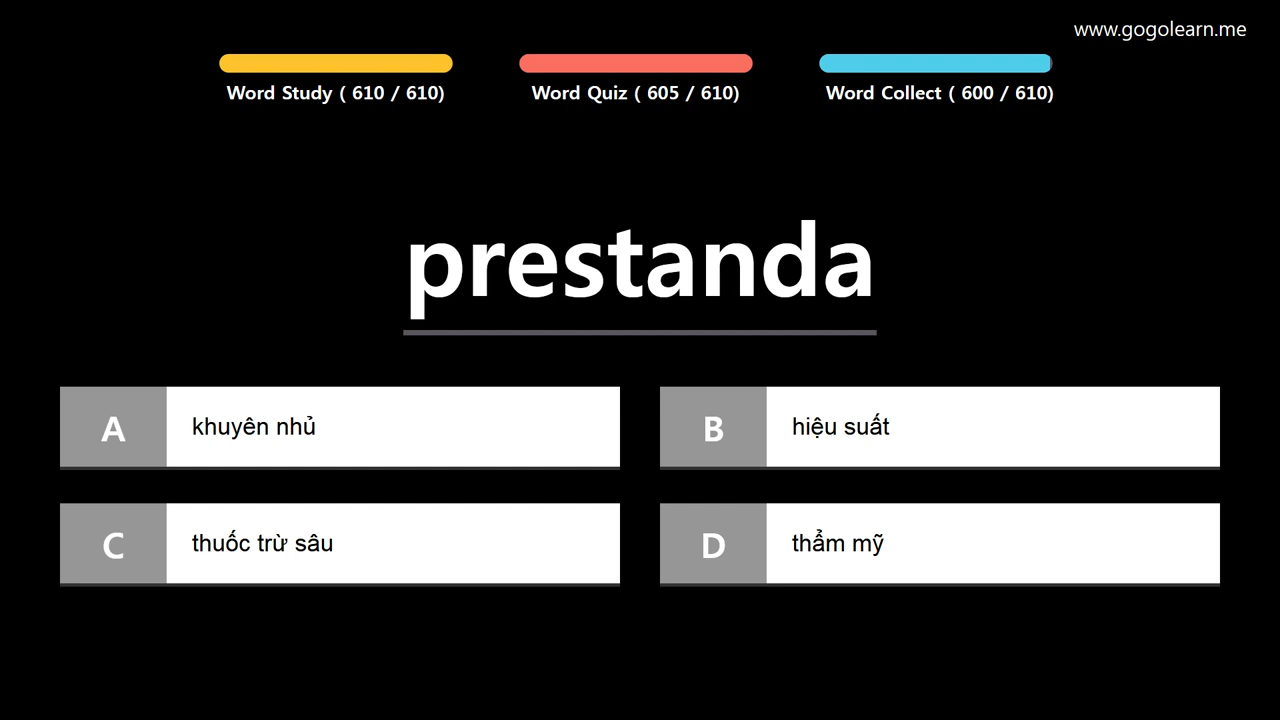 www.gogolearn.me
Word Study ( 610 / 610)
Word Quiz ( 605 / 610)
Word Collect ( 600 / 610)
prestanda
A
khuyên nhủ
B
hiệu suất
C
thuốc trừ sâu
D
thẩm mỹ